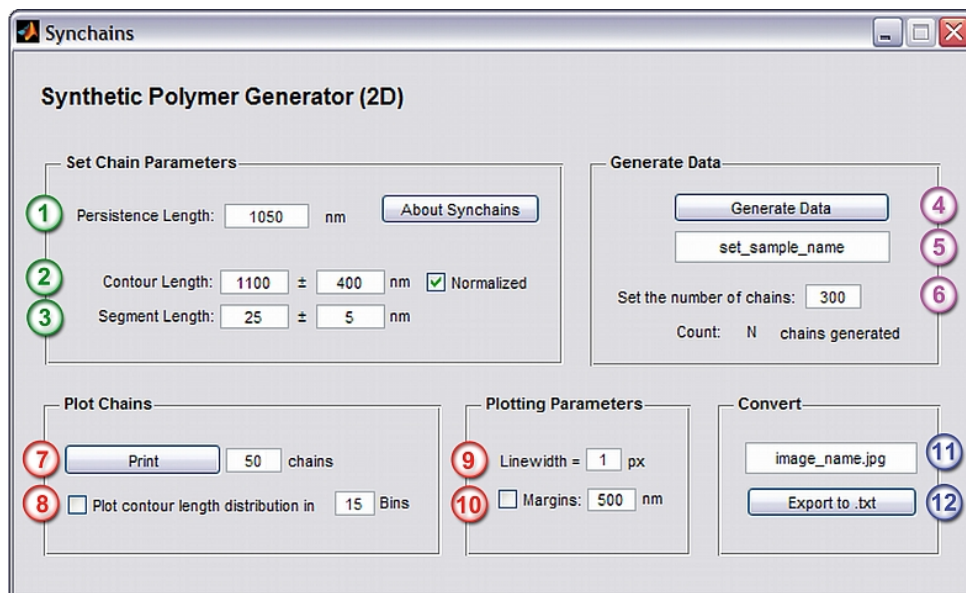 Synchains
Synthetic Polymer Generator (2D)
Set Chain Parameters
1 Persistence Length: 1050 nm About Synchains
2 Contour Length: 1100 ± 400 nm Normalized
3 Segment Length: 25 ± 5 nm
Generate Data
Generate Data 4
set_sample_name 5
Set the number of chains: 300 6
Count: N chains generated
Plot Chains
7 Print 50 chains
8 Plot contour length distribution in 15 Bins
Plotting Parameters
9 Linewidth = 1 px
10 Margins: 500 nm
Convert
image_name.jpg 11
Export to .txt 12